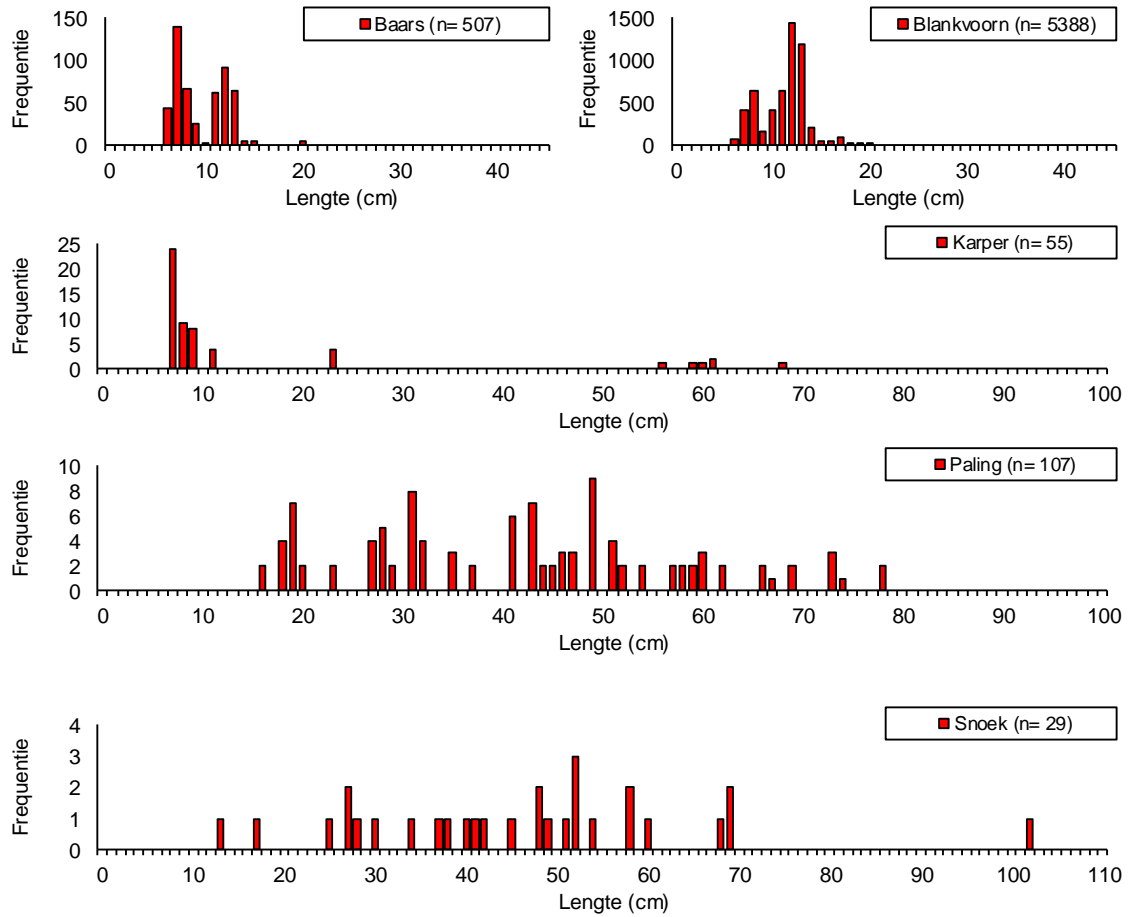 Baars (n= 507)
Frequentie
150
100
50
0
0 10 20 30 40
Lengte (cm)
Blankvoorn (n= 5388)
Frequentie
1500
1000
500
0
0 10 20 30 40
Lengte (cm)
Karper (n= 55)
Frequentie
25
20
15
10
5
0
0 10 20 30 40 50 60 70 80 90 100
Lengte (cm)
Paling (n= 107)
Frequentie
10
8
6
4
2
0
0 10 20 30 40 50 60 70 80 90 100
Lengte (cm)
Snoek (n= 29)
Frequentie
4
3
2
1
0
0 10 20 30 40 50 60 70 80 90 100 110
Lengte (cm)